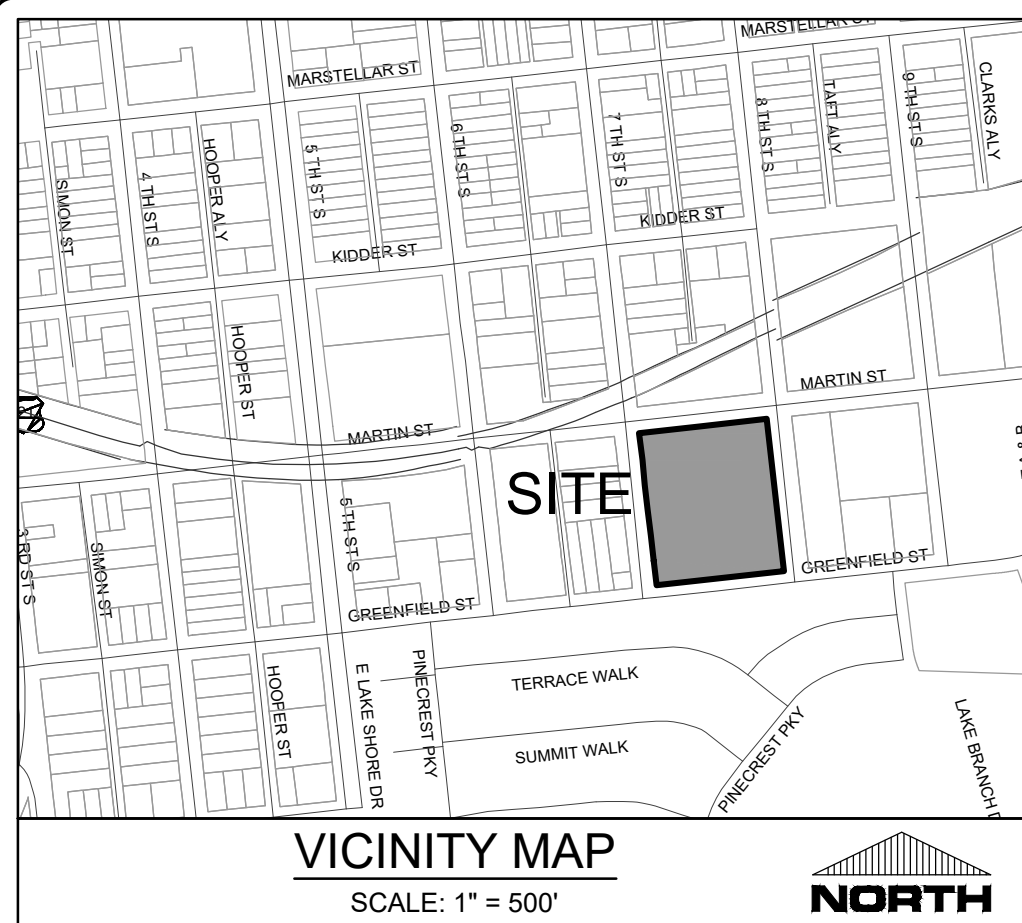 MARSTELLAR ST
MARSTELLAR ST
CLARKS ALY
9 TH ST S
TAFT ALY
8 TH ST S
7 TH ST S
6 TH ST S
5 TH ST S
HOOPER ALY
4 TH ST S
SIMON ST
KIDDER ST
KIDDER ST
HOOPER ST
MARTIN ST
MARTIN ST
SITE
5 TH ST S
3 RD ST S
SIMON ST
GREENFIELD ST
GREENFIELD ST
HOOPER ST
E LAKE SHORE DR
PINECREST PKY
TERRACE WALK
SUMMIT WALK
PINECREST PKY
LAKE BRANCH
VICINITY MAP
SCALE: 1" = 500'
NORTH